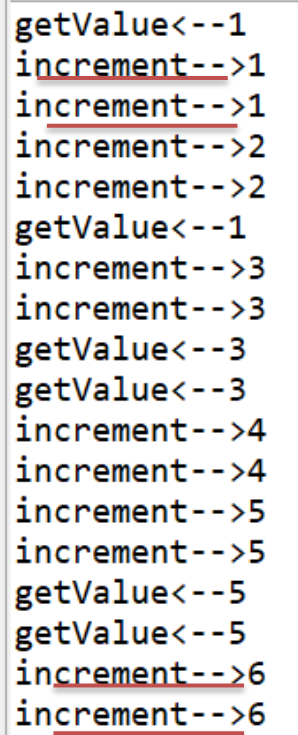 getValue<--1
increment-->1
increment-->1
increment-->2
increment-->2
getValue<--1
increment-->3
increment-->3
getValue<--3
getValue<--3
increment-->4
increment-->4
increment-->5
increment-->5
getValue<--5
getValue<--5
increment-->6
increment-->6